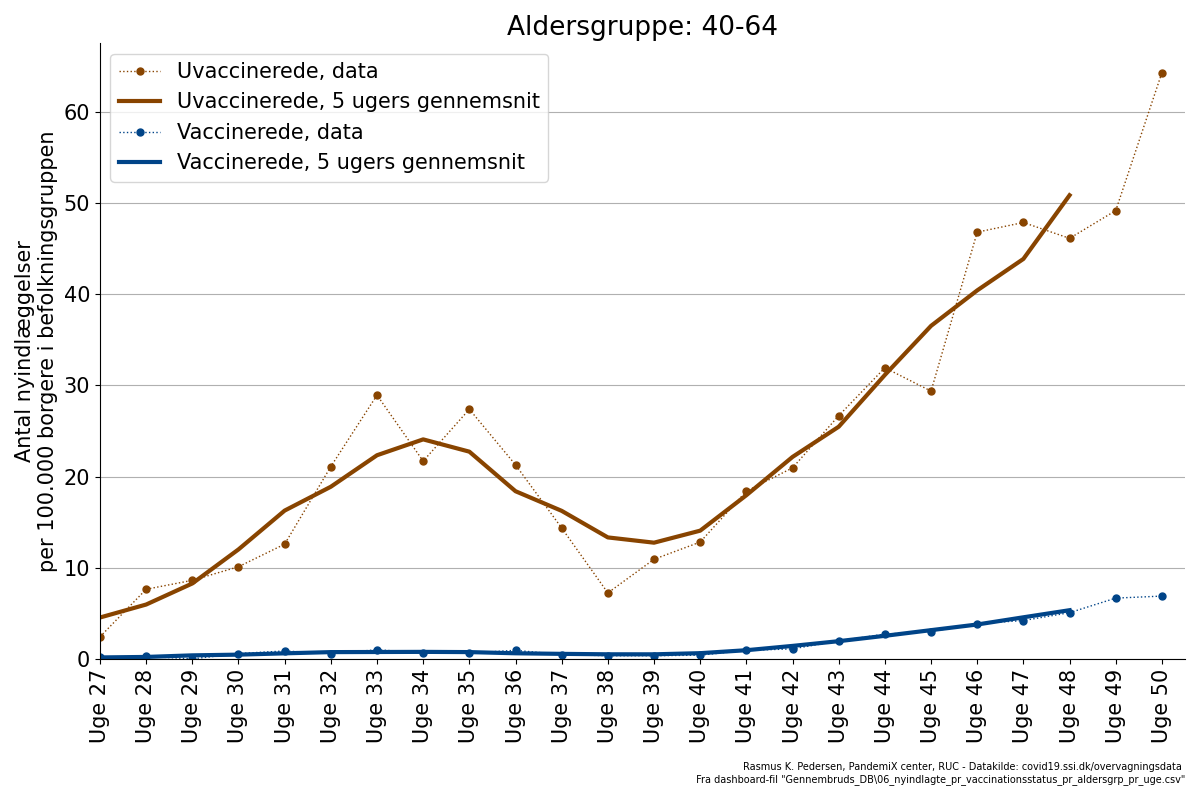 Aldersgruppe: 40-64
Uvaccinerede, data
Uvaccinerede, 5 ugers gennemsnit
Vaccinerede, data
Vaccinerede, 5 ugers gennemsnit
Antal nyindlæggelser
per 100.000 borgere i befolkningsgruppen
60
50
40
30
20
10
0
Uge 27
Uge 28
Uge 29
Uge 30
Uge 31
Uge 32
Uge 33
Uge 34
Uge 35
Uge 36
Uge 37
Uge 38
Uge 39
Uge 40
Uge 41
Uge 42
Uge 43
Uge 44
Uge 45
Uge 46
Uge 47
Uge 48
Uge 49
Uge 50
Rasmus K. Pedersen, PandemiX center, RUC - Datakilde: covid19.ssi.dk/overvagningsdata
Fra dashboard-fil "Gennembruds_DB\06_nyindlagte_pr_vaccinationsstatus_pr_aldersgrp_pr_uge.csv"